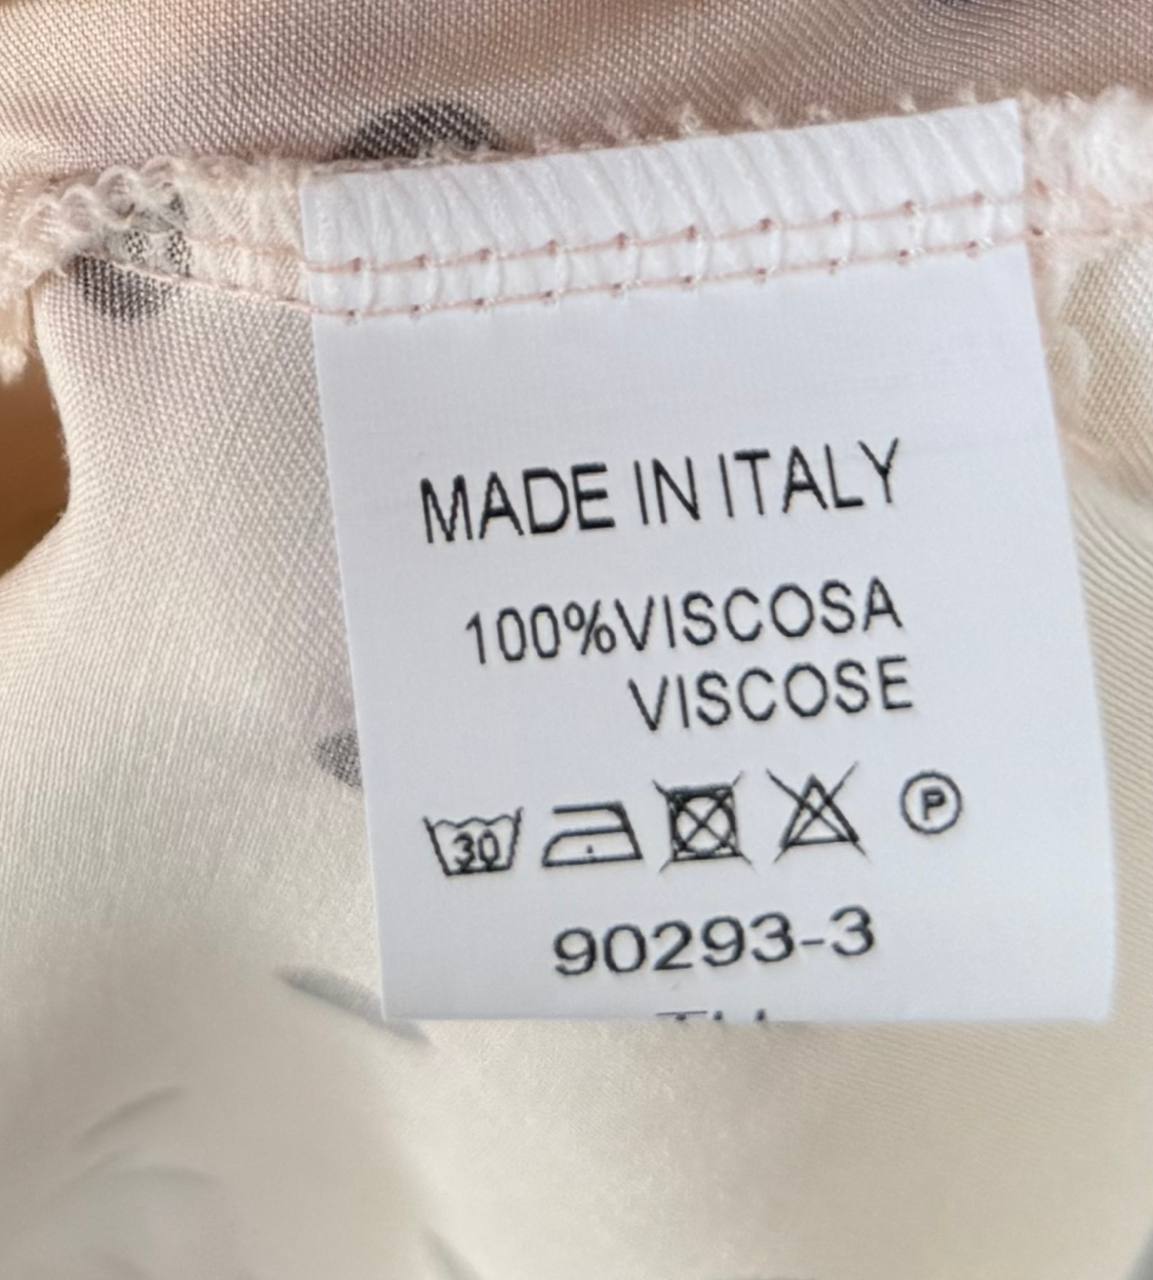 MADE IN ITALY
100%VISCOSA
VISCOSE
30 P
90293-3